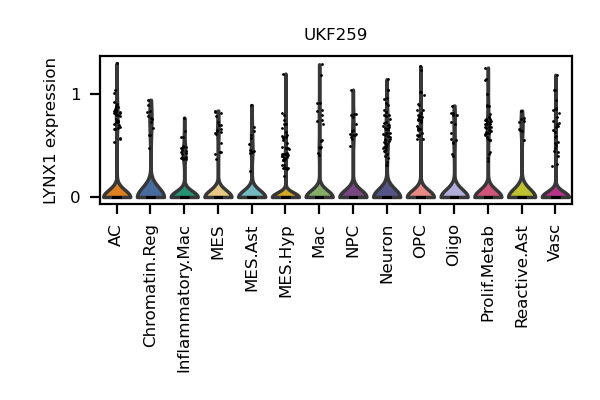 UKF259
LYNX1 expression
1
0
AC
Chromatin.Reg
Inflammatory.Mac
MES
MES.Ast
MES.Hyp
Mac
NPC
Neuron
OPC
Oligo
Prolif.Metab
Reactive.Ast
Vasc